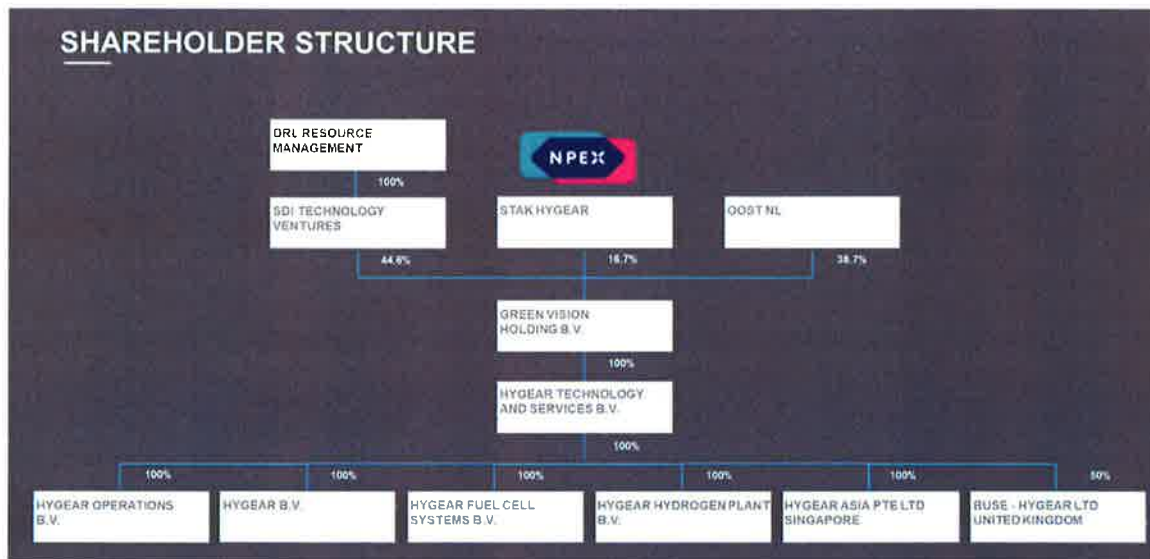 SHAREHOLDER STRUCTURE
DRL RESOURCE
MANAGEMENT
NPEX
100%
SDI TECHNOLOGY
VENTURES
STAK HYGEAR
OOST NL
44.6%
16.7%
38.7%
GREEN VISION
HOLDING B.V.
100%
HYGEAR TECHNOLOGY
AND SERVICES B.V.
100%
100%
100%
100%
100%
100%
50%
HYGEAR OPERATIONS
B.V.
HYGEAR B.V.
HYGEAR FUEL CELL
SYSTEMS B.V.
HYGEAR HYDROGEN PLANT
B.V.
HYGEAR ASIA PTE LTD
SINGAPORE
BUSE - HYGEAR LTD
UNITED KINGDOM